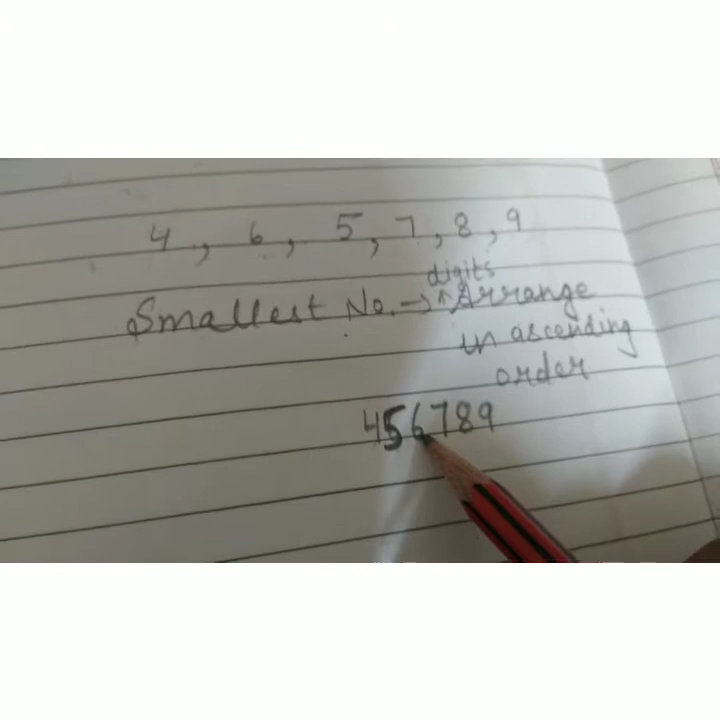 4, 6, 5, 7, 8, 9
digits
Smallest No. → Arrange
in ascending
order
456789